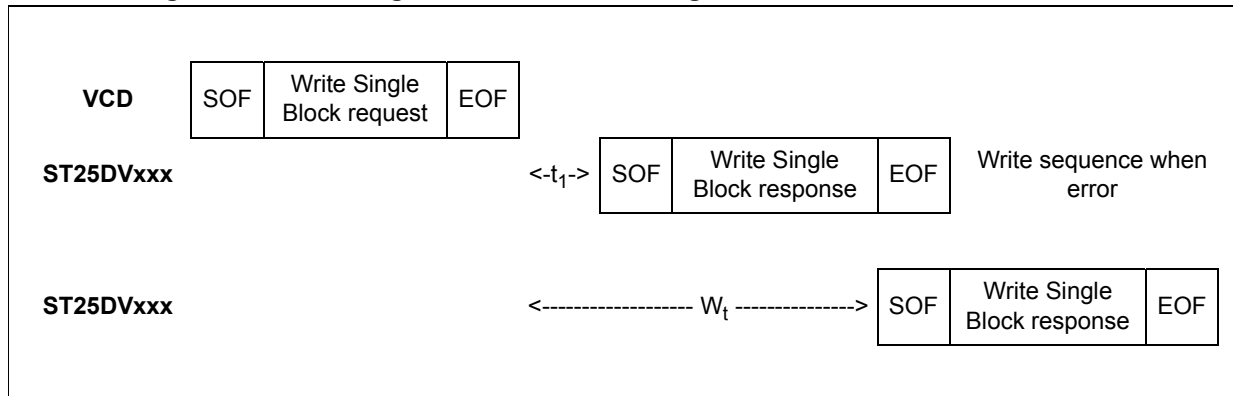 VCD SOF Write Single Block request EOF
ST25DVxxx <-t₁-> SOF Write Single Block response EOF Write sequence when error
ST25DVxxx <------------------- Wₜ ---------------> SOF Write Single Block response EOF